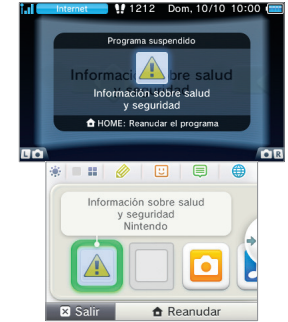 Internet 1212 Dom, 10/10 10:00
Programa suspendido
Información sobre salud
Información sobre salud
y seguridad
HOME: Reanudar el programa
L R
Información sobre salud
y seguridad
Nintendo
Salir Reanudar